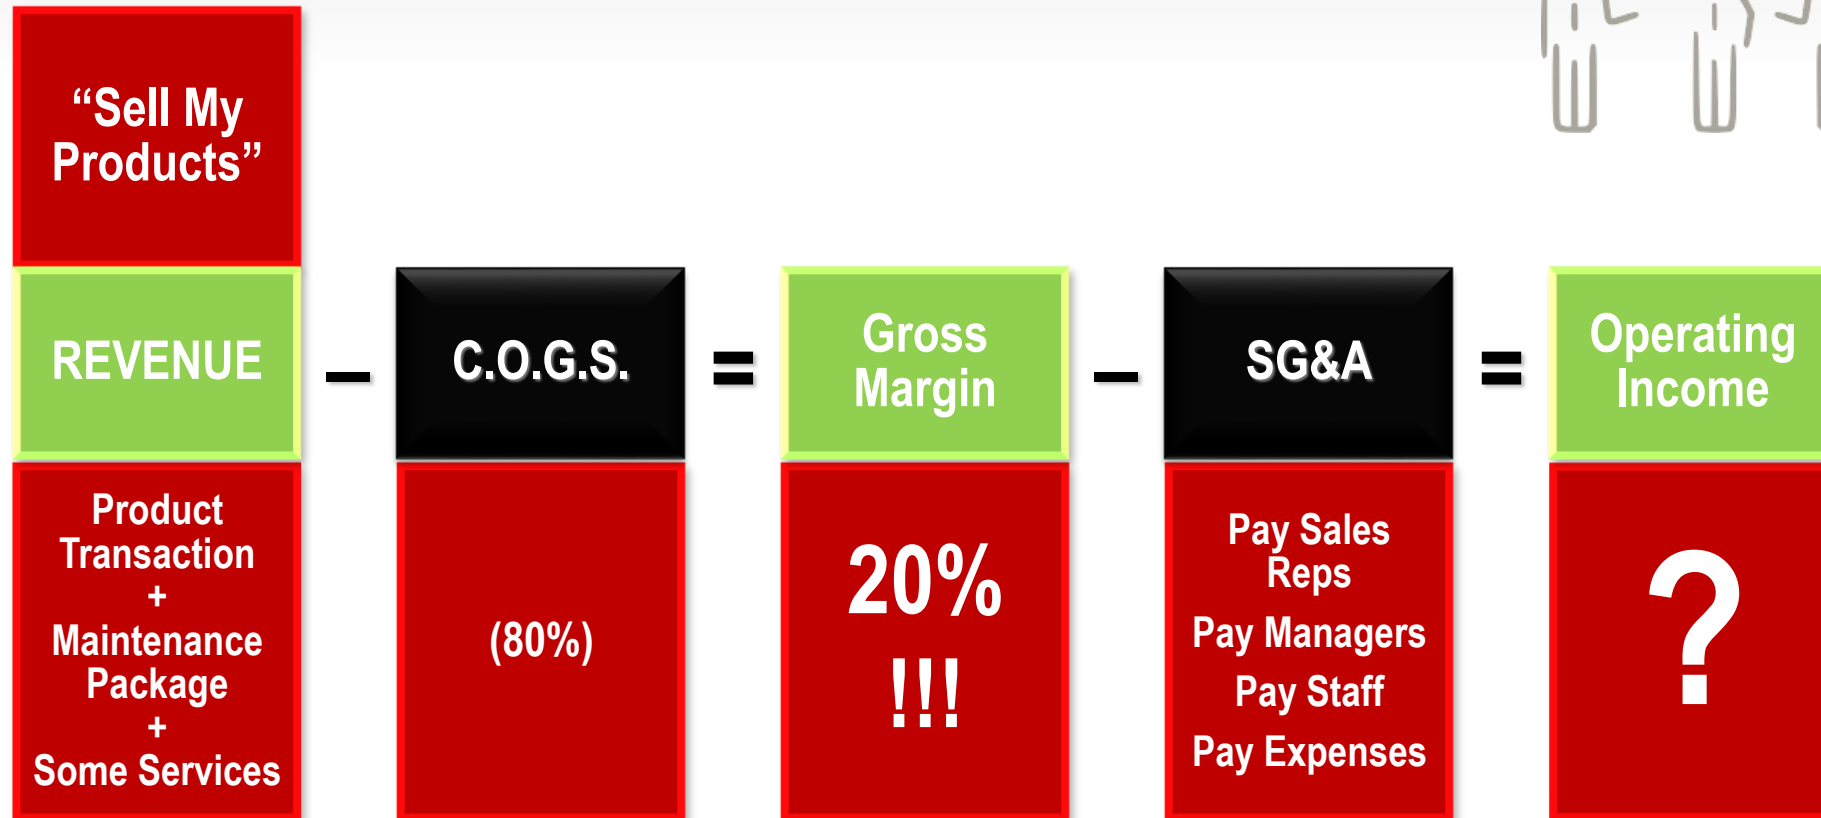 “Sell My
Products”
REVENUE
–
C.O.G.S.
=
Gross
Margin
–
SG&A
=
Operating
Income
Product
Transaction
+
Maintenance
Package
+
Some Services
(80%)
20%
!!!
Pay Sales
Reps
Pay Managers
Pay Staff
Pay Expenses
?